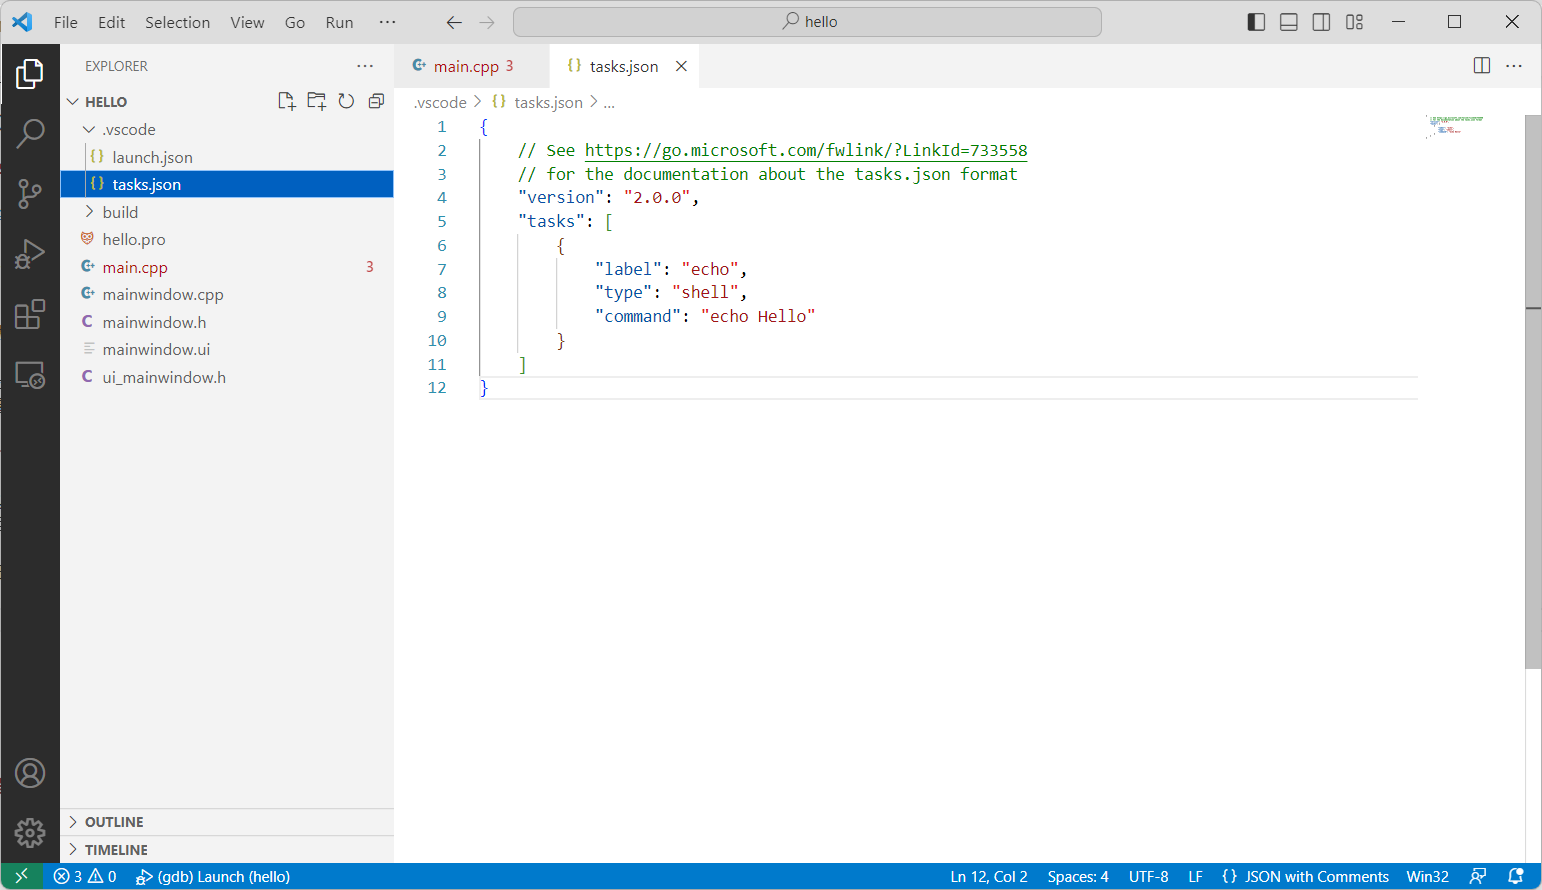 File Edit Selection View Go Run ··· hello
EXPLORER ···
HELLO
.vscode
{} launch.json
{} tasks.json
build
hello.pro
main.cpp 3
mainwindow.cpp
C mainwindow.h
mainwindow.ui
C ui_mainwindow.h
OUTLINE
TIMELINE
main.cpp 3 {} tasks.json
.vscode > {} tasks.json > ...
1 {
2 // See https://go.microsoft.com/fwlink/?LinkId=733558
3 // for the documentation about the tasks.json format
4 "version": "2.0.0",
5 "tasks": [
6 {
7 "label": "echo",
8 "type": "shell",
9 "command": "echo Hello"
10 }
11 ]
12 }
3 0 (gdb) Launch (hello) Ln 12, Col 2 Spaces: 4 UTF-8 LF {} JSON with Comments Win32